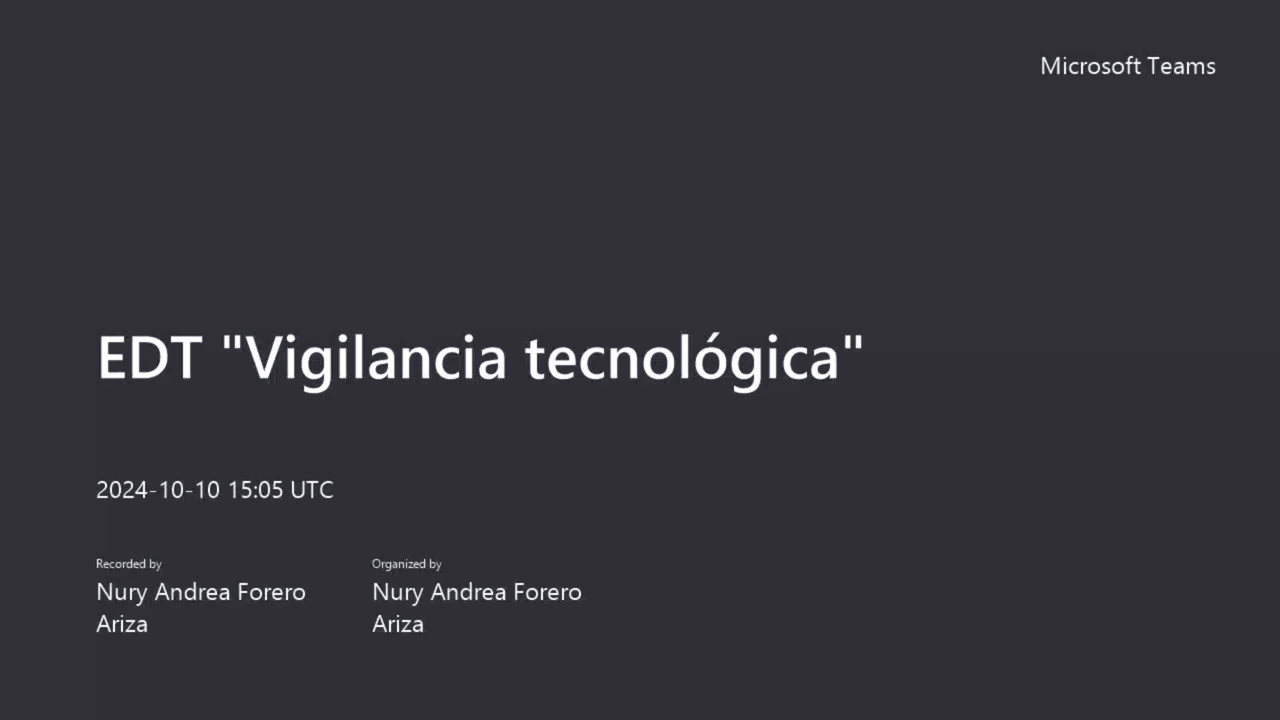 Microsoft Teams
EDT "Vigilancia tecnológica"
2024-10-10 15:05 UTC
Recorded by
Nury Andrea Forero
Ariza
Organized by
Nury Andrea Forero
Ariza